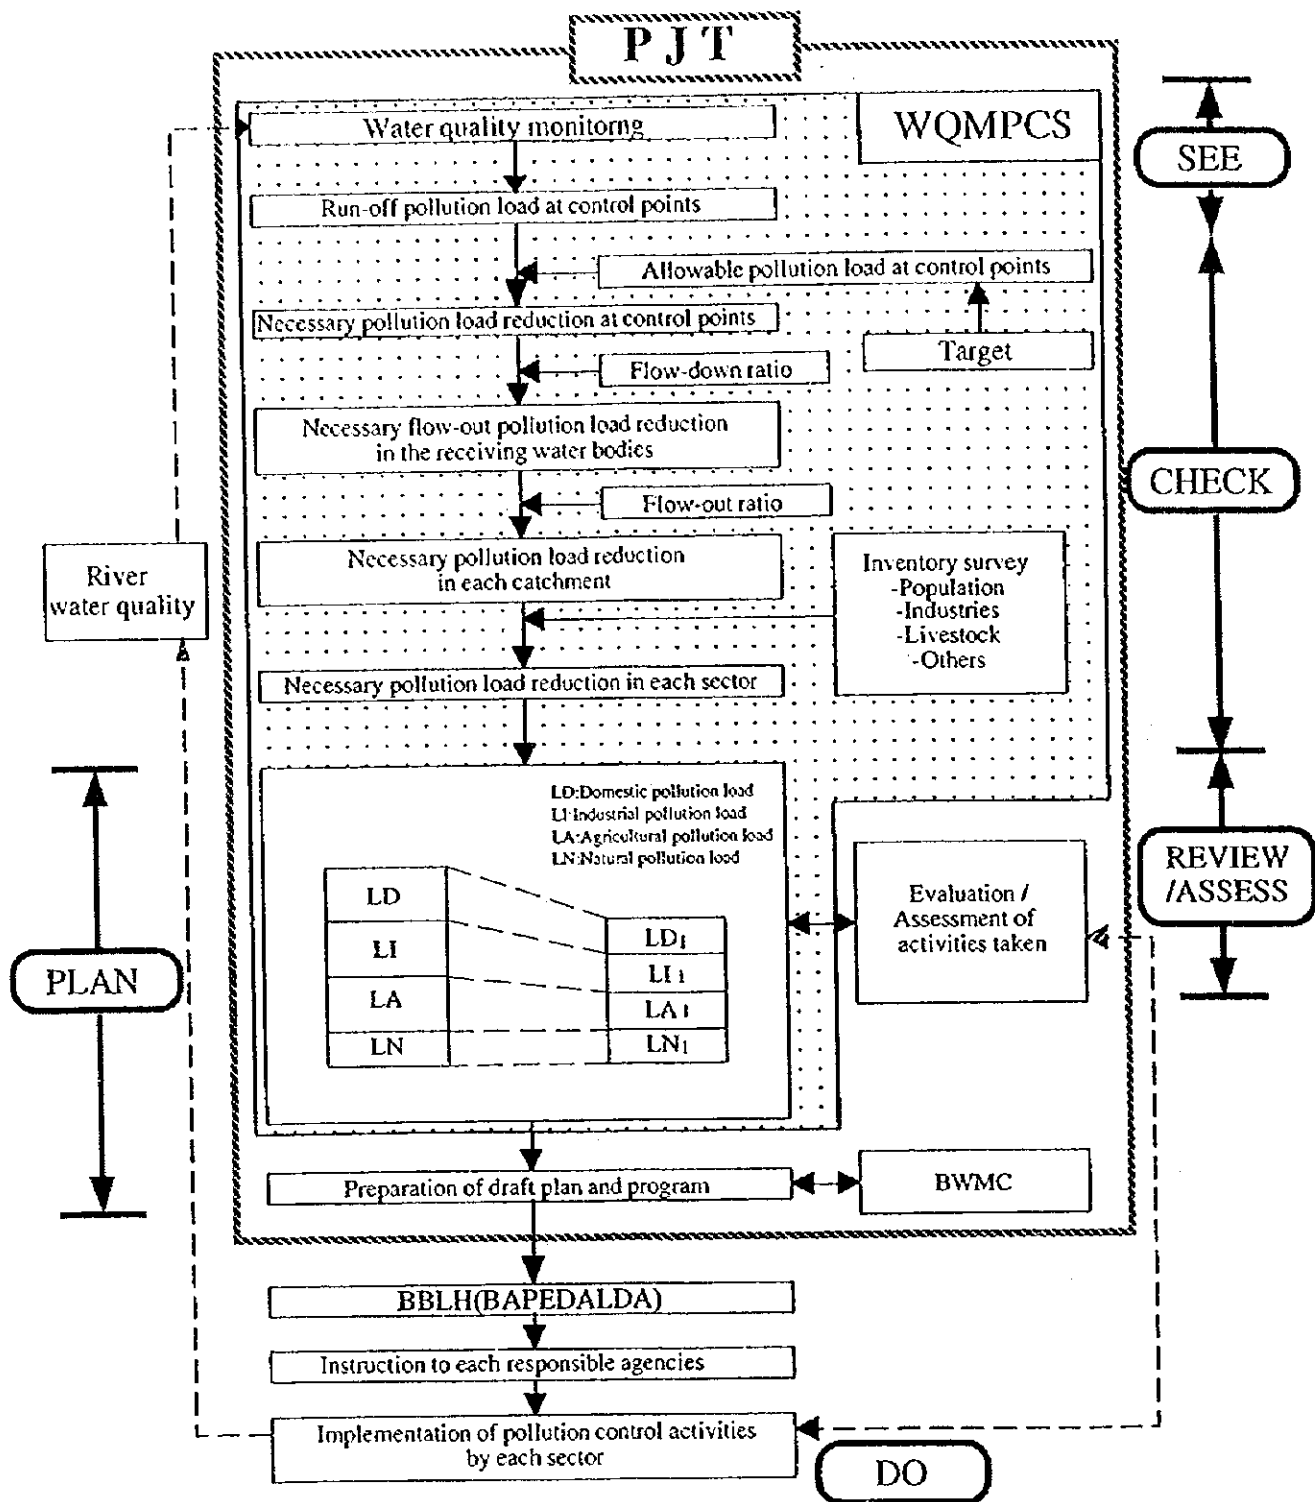 PJT
WQMPCS
Water quality monitorng
SEE
Run-off pollution load at control points
Allowable pollution load at control points
Necessary pollution load reduction at control points
Target
Flow-down ratio
Necessary flow-out pollution load reduction
in the receiving water bodies
CHECK
Flow-out ratio
Necessary pollution load reduction
in each catchment
Inventory survey
-Population
-Industries
-Livestock
-Others
River
water quality
Necessary pollution load reduction in each sector
LD:Domestic pollution load
LI:Industrial pollution load
LA:Agricultural pollution load
LN:Natural pollution load
REVIEW
/ASSESS
Evaluation /
Assessment of
activities taken
LD
LI
LA
LN
LD1
LI1
LA1
LN1
PLAN
Preparation of draft plan and program
BWMC
BBLH(BAPEDALDA)
Instruction to each responsible agencies
Implementation of pollution control activities
by each sector
DO